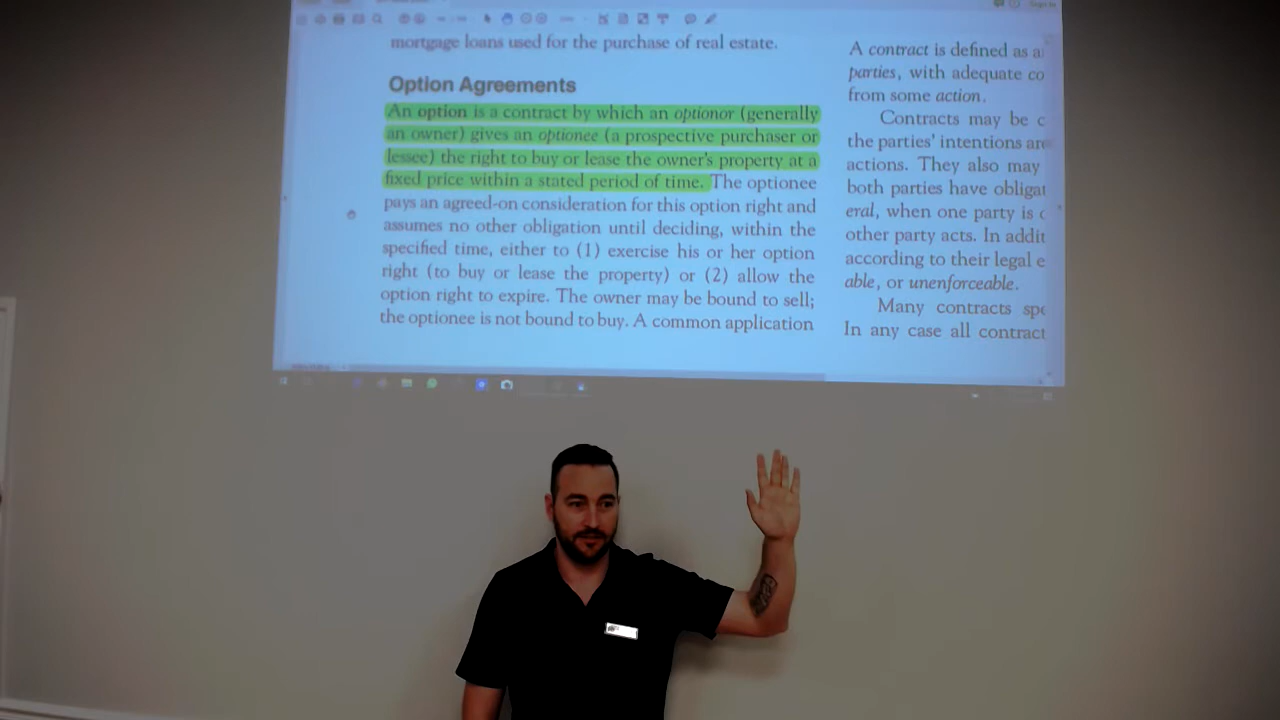 Sign In
mortgage loans used for the purchase of real estate.
Option Agreements
An option is a contract by which an optionor (generally
an owner) gives an optionee (a prospective purchaser or
lessee) the right to buy or lease the owner's property at a
fixed price within a stated period of time. The optionee
pays an agreed-on consideration for this option right and
assumes no other obligation until deciding, within the
specified time, either to (1) exercise his or her option
right (to buy or lease the property) or (2) allow the
option right to expire. The owner may be bound to sell;
the optionee is not bound to buy. A common application
A contract is defined as a
parties, with adequate co
from some action.
Contracts may be c
the parties' intentions are
actions. They also may
both parties have obligat
eral, when one party is
other party acts. In addit
according to their legal e
able, or unenforceable.
Many contracts spe
In any case all contract